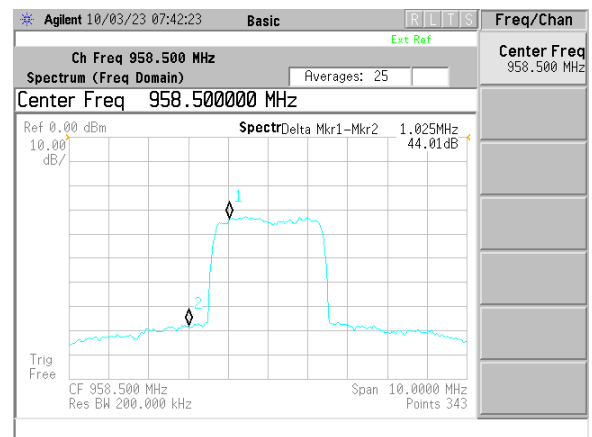 Agilent 10/03/23 07:42:23 Basic R L T S Freq/Chan
Ext Ref
Ch Freq 958.500 MHz
Spectrum (Freq Domain) Averages: 25
Center Freq
958.500 MHz
Center Freq 958.500000 MHz
Ref 0.00 dBm Spectr Delta Mkr1-Mkr2 1.025MHz
10.00 44.01dB
dB/
1
2
Trig
Free
CF 958.500 MHz Span 10.0000 MHz
Res BW 200.000 kHz Points 343